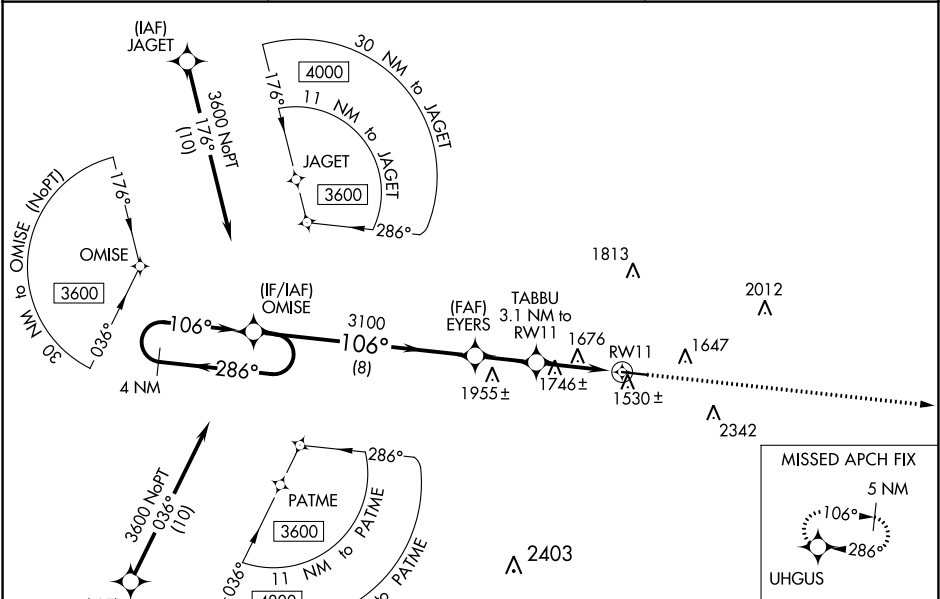 (IAF)
JAGET
3600 NoPT
176°
(10)
30 NM to JAGET
4000
176°
11 NM to JAGET
JAGET
3600
286°
30 NM to OMISE (NoPT)
176°
OMISE
3600
036°
(IF/IAF)
OMISE
106°
286°
4 NM
3100
106°
(8)
(FAF)
EYERS
1955±
TABBU
3.1 NM to
RW11
1676
1746±
RW11
1530±
1813
2012
1647
2342
3600 NoPT
036°
(10)
286°
PATME
3600
036°
11 NM to PATME
to PATME
2403
MISSED APCH FIX
5 NM
106°
286°
UHGUS